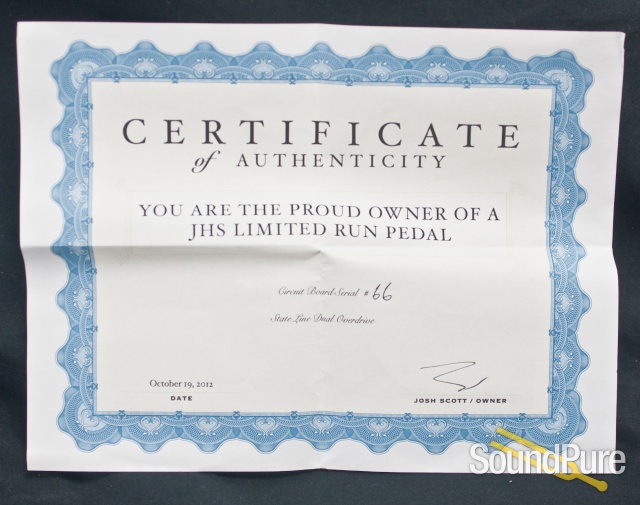 CERTIFICATE
of AUTHENTICITY
YOU ARE THE PROUD OWNER OF A
JHS LIMITED RUN PEDAL
Circuit Board Serial # 66
State Line Dual Overdrive
October 19, 2012
DATE
JOSH SCOTT / OWNER
SoundPure